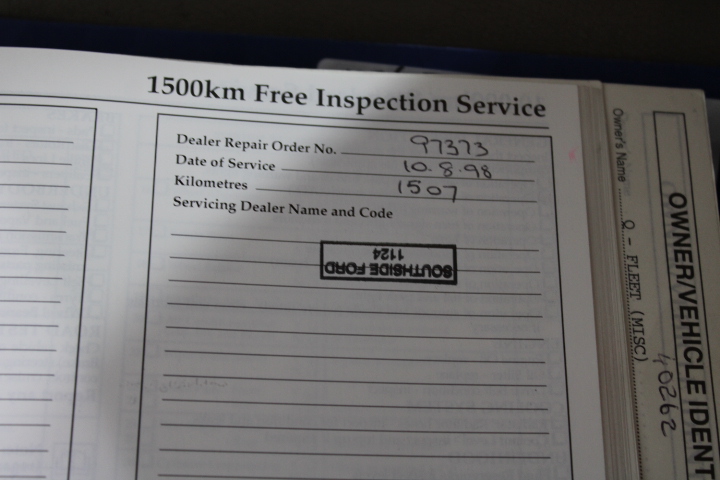 1500km Free Inspection Service
Dealer Repair Order No. 97373
Date of Service 10.8.98
Kilometres 1507
Servicing Dealer Name and Code
SOUTHSIDE FORD
1124
Owner's Name Q - FLEET (MISC)
OWNER/VEHICLE IDENT
40262